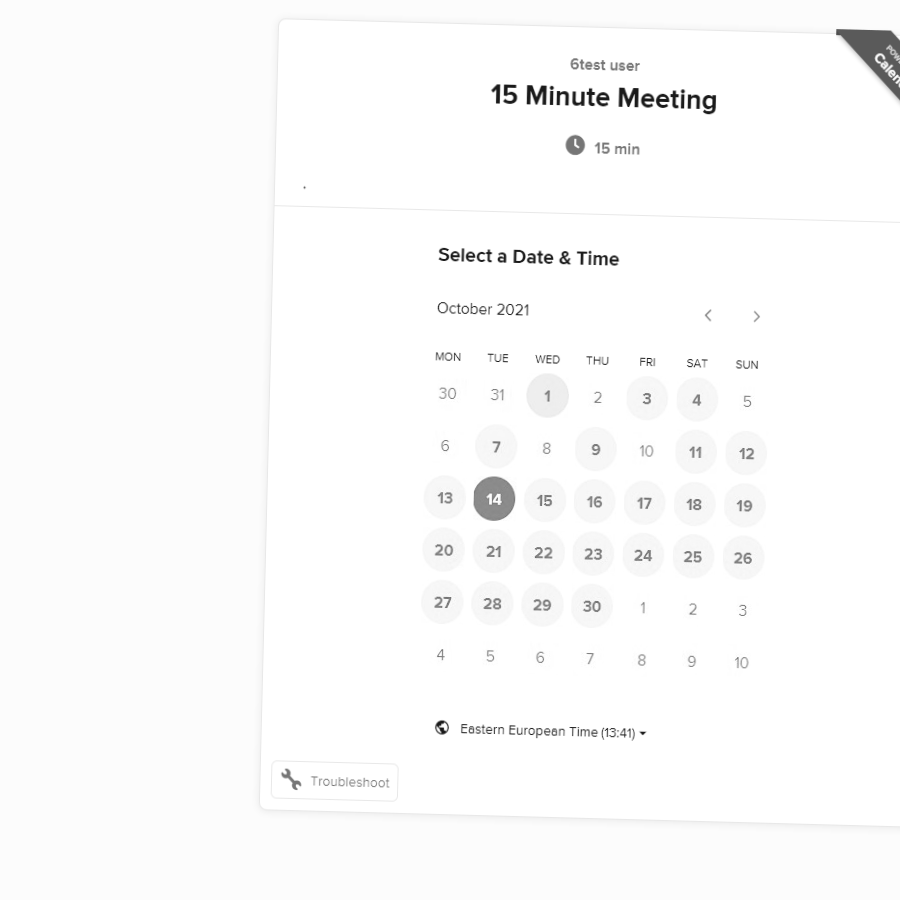 6test user
15 Minute Meeting
15 min
.
Select a Date & Time
October 2021
MON TUE WED THU FRI SAT SUN
30 31 1 2 3 4 5
6 7 8 9 10 11 12
13 14 15 16 17 18 19
20 21 22 23 24 25 26
27 28 29 30 1 2 3
4 5 6 7 8 9 10
Eastern European Time (13:41)
Troubleshoot